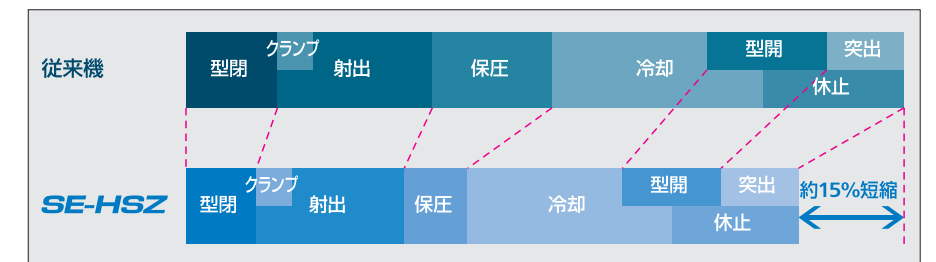 従来機
型閉
クランプ
射出
保圧
冷却
型開
突出
休止
SE-HSZ
型閉
クランプ
射出
保圧
冷却
型開
突出
休止
約15%短縮